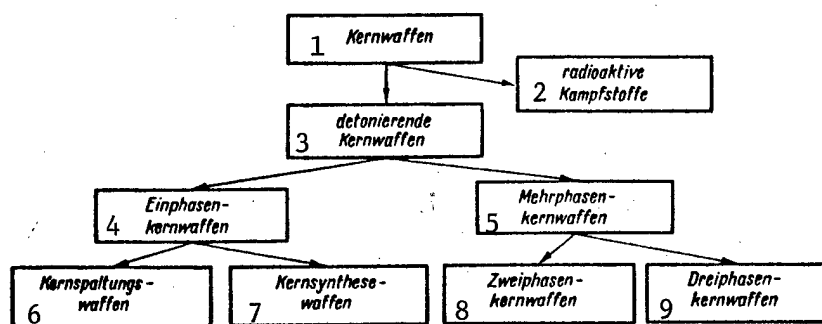 1 Kernwaffen
2 radioaktive
Kampfstoffe
3 detonierende
Kernwaffen
4 Einphasen-
kernwaffen
5 Mehrphasen-
kernwaffen
6 Kernspaltungs-
waffen
7 Kernsynthese-
waffen
8 Zweiphasen-
kernwaffen
9 Dreiphasen-
kernwaffen